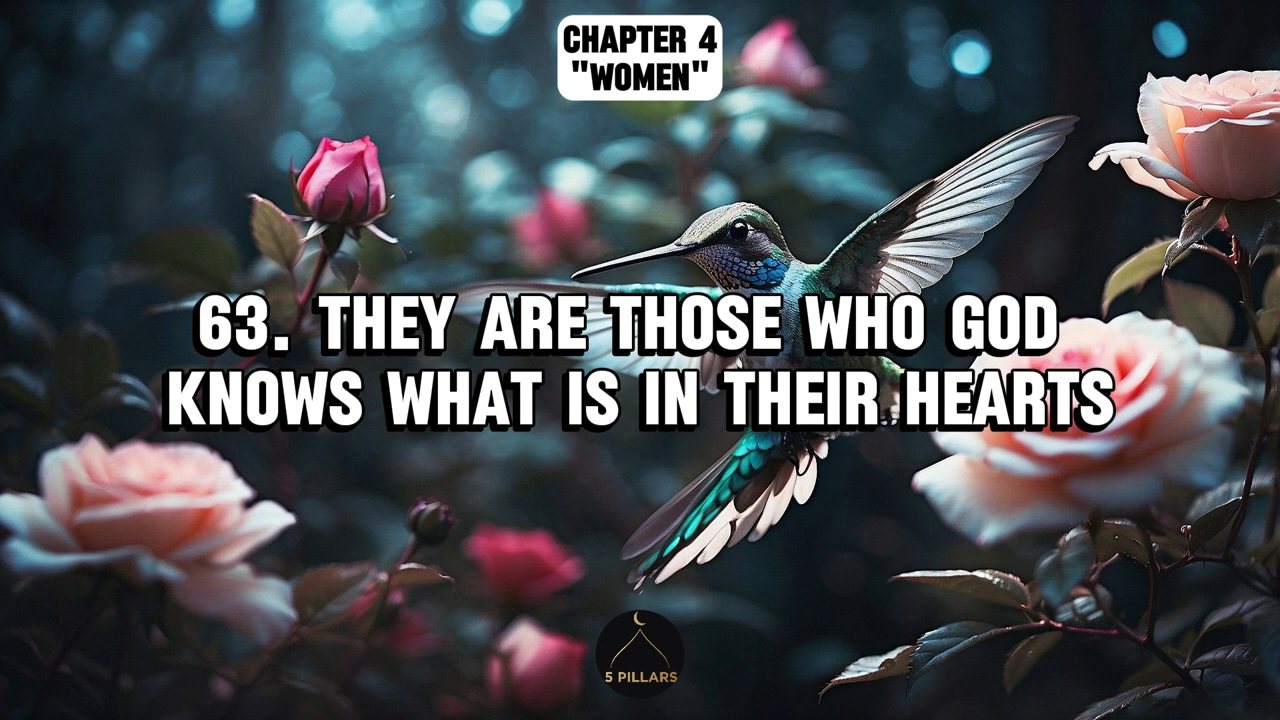 CHAPTER 4
"WOMEN"
63. THEY ARE THOSE WHO GOD
KNOWS WHAT IS IN THEIR HEARTS
5 PILLARS